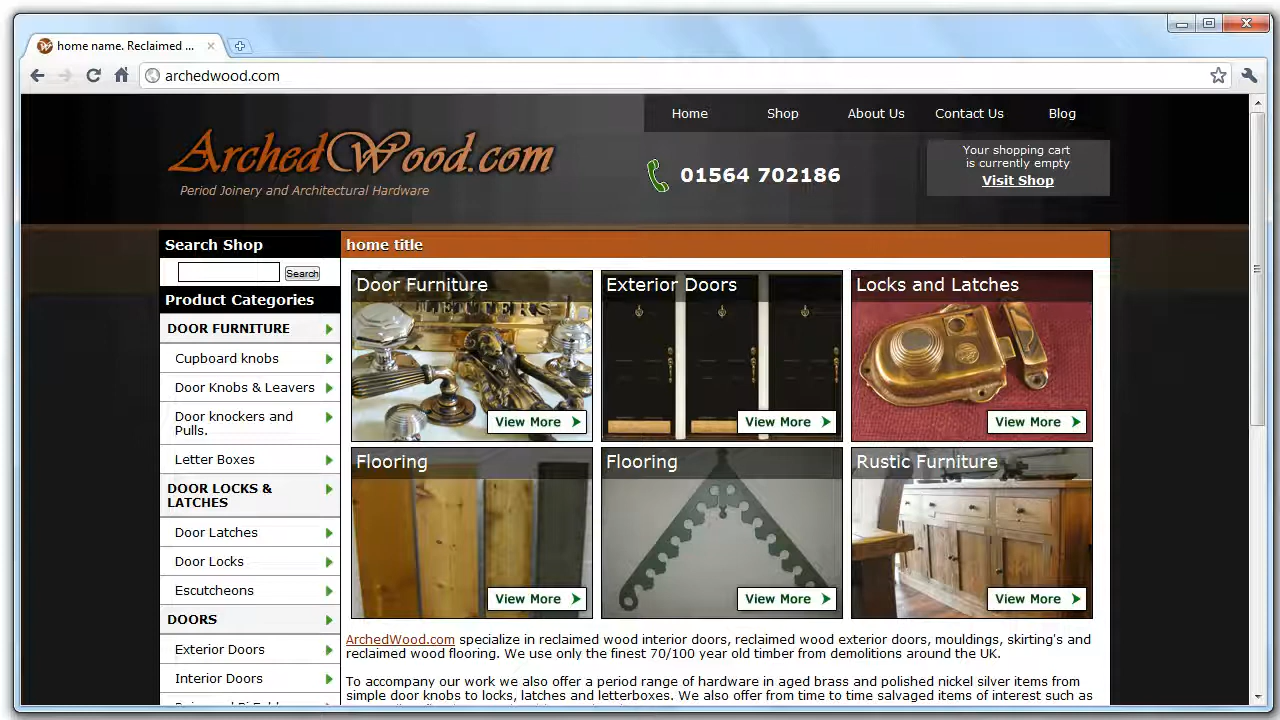 home name. Reclaimed ...
archedwood.com
Home Shop About Us Contact Us Blog
ArchedWood.com
Period Joinery and Architectural Hardware
01564 702186
Your shopping cart
is currently empty
Visit Shop
Search Shop
Search
Product Categories
DOOR FURNITURE
Cupboard knobs
Door Knobs & Leavers
Door knockers and
Pulls.
Letter Boxes
DOOR LOCKS &
LATCHES
Door Latches
Door Locks
Escutcheons
DOORS
Exterior Doors
Interior Doors
home title
Door Furniture
LETTERS
View More
Exterior Doors
View More
Locks and Latches
View More
Flooring
View More
Flooring
View More
Rustic Furniture
View More
ArchedWood.com specialize in reclaimed wood interior doors, reclaimed wood exterior doors, mouldings, skirting's and
reclaimed wood flooring. We use only the finest 70/100 year old timber from demolitions around the UK.
To accompany our work we also offer a period range of hardware in aged brass and polished nickel silver items from
simple door knobs to locks, latches and letterboxes. We also offer from time to time salvaged items of interest such as